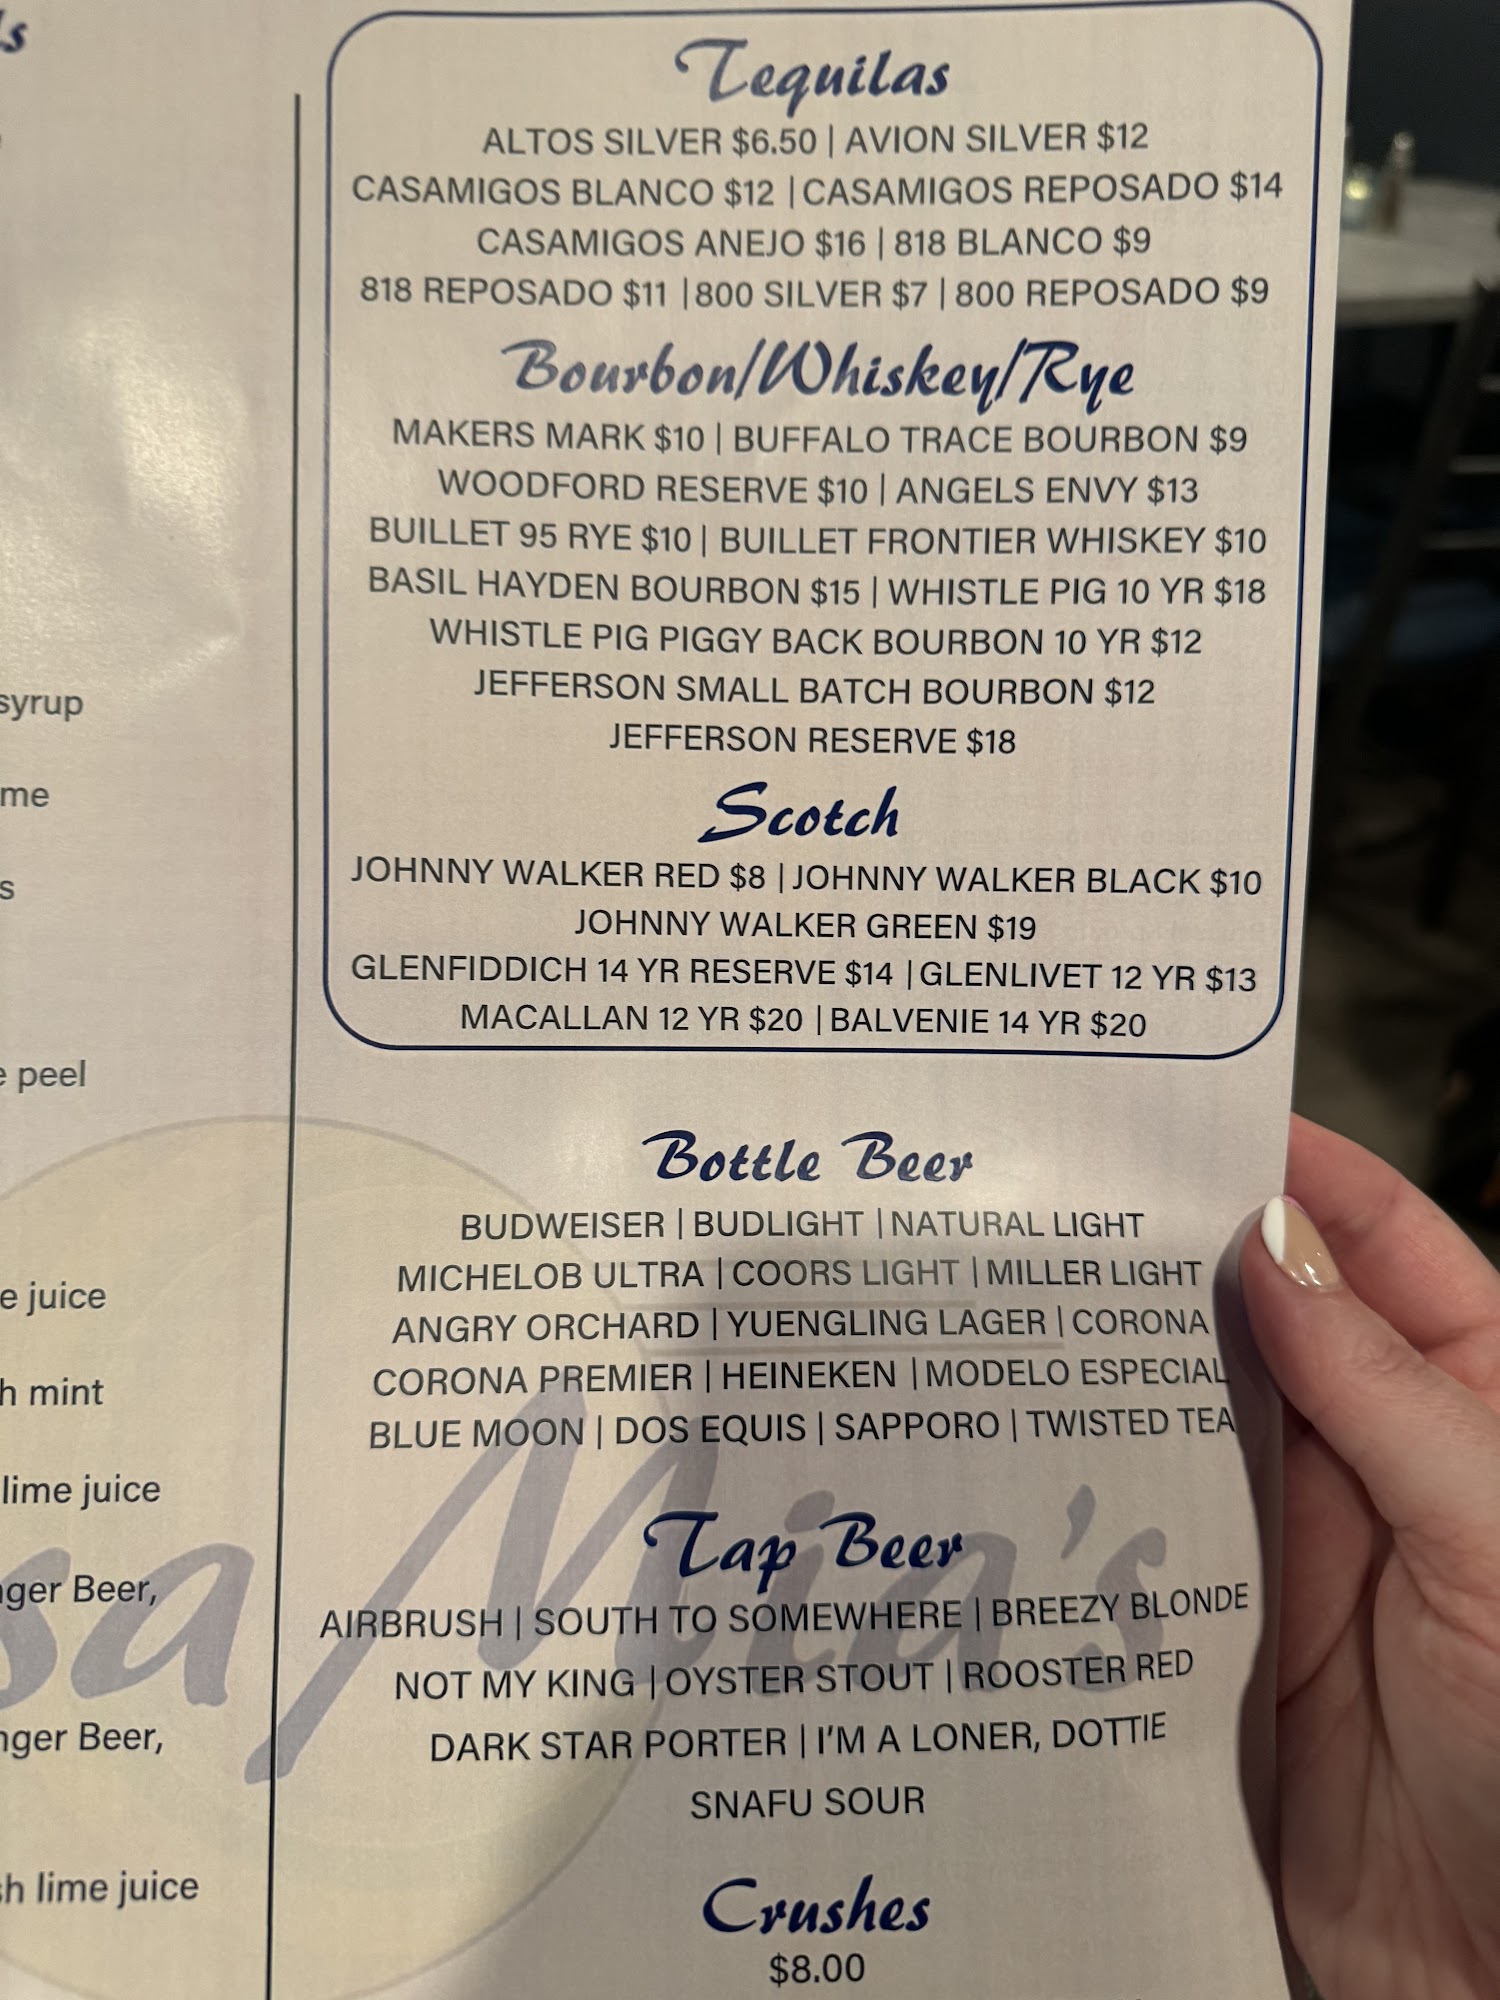 ls
syrup
me
s
e peel
e juice
h mint
lime juice
ger Beer,
nger Beer,
sh lime juice
Tequilas
ALTOS SILVER $6.50 | AVION SILVER $12
CASAMIGOS BLANCO $12 | CASAMIGOS REPOSADO $14
CASAMIGOS ANEJO $16 | 818 BLANCO $9
818 REPOSADO $11 | 800 SILVER $7 | 800 REPOSADO $9
Bourbon/Whiskey/Rye
MAKERS MARK $10 | BUFFALO TRACE BOURBON $9
WOODFORD RESERVE $10 | ANGELS ENVY $13
BUILLET 95 RYE $10 | BUILLET FRONTIER WHISKEY $10
BASIL HAYDEN BOURBON $15 | WHISTLE PIG 10 YR $18
WHISTLE PIG PIGGY BACK BOURBON 10 YR $12
JEFFERSON SMALL BATCH BOURBON $12
JEFFERSON RESERVE $18
Scotch
JOHNNY WALKER RED $8 | JOHNNY WALKER BLACK $10
JOHNNY WALKER GREEN $19
GLENFIDDICH 14 YR RESERVE $14 | GLENLIVET 12 YR $13
MACALLAN 12 YR $20 | BALVENIE 14 YR $20
Bottle Beer
BUDWEISER | BUDLIGHT | NATURAL LIGHT
MICHELOB ULTRA | COORS LIGHT | MILLER LIGHT
ANGRY ORCHARD | YUENGLING LAGER | CORONA
CORONA PREMIER | HEINEKEN | MODELO ESPECIAL
BLUE MOON | DOS EQUIS | SAPPORO | TWISTED TEA
Tap Beer
AIRBRUSH | SOUTH TO SOMEWHERE | BREEZY BLONDE
NOT MY KING | OYSTER STOUT | ROOSTER RED
DARK STAR PORTER | I'M A LONER, DOTTIE
SNAFU SOUR
Crushes
$8.00
sa Mia's